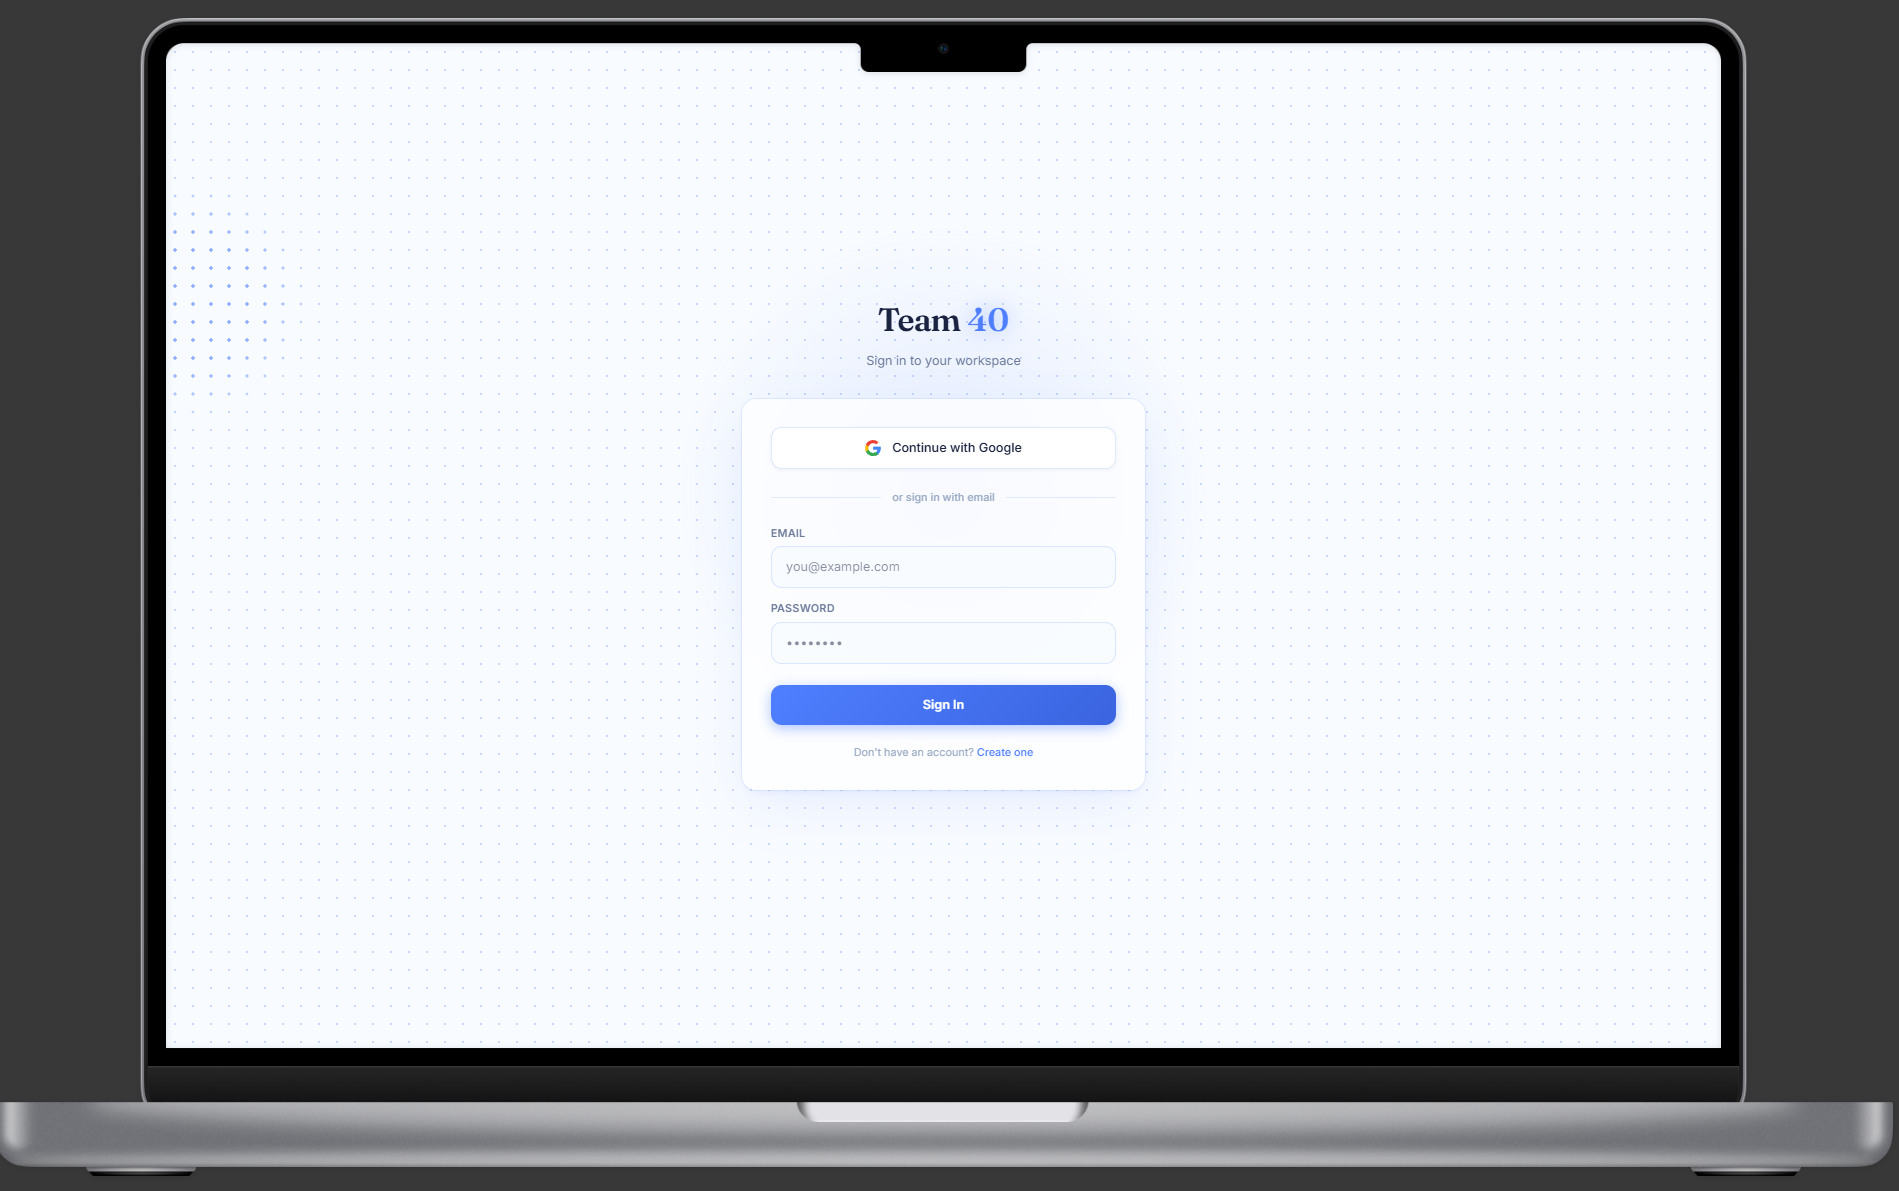 Team 40
Sign in to your workspace
Continue with Google
or sign in with email
EMAIL
you@example.com
PASSWORD
••••••••
Sign In
Don't have an account? Create one